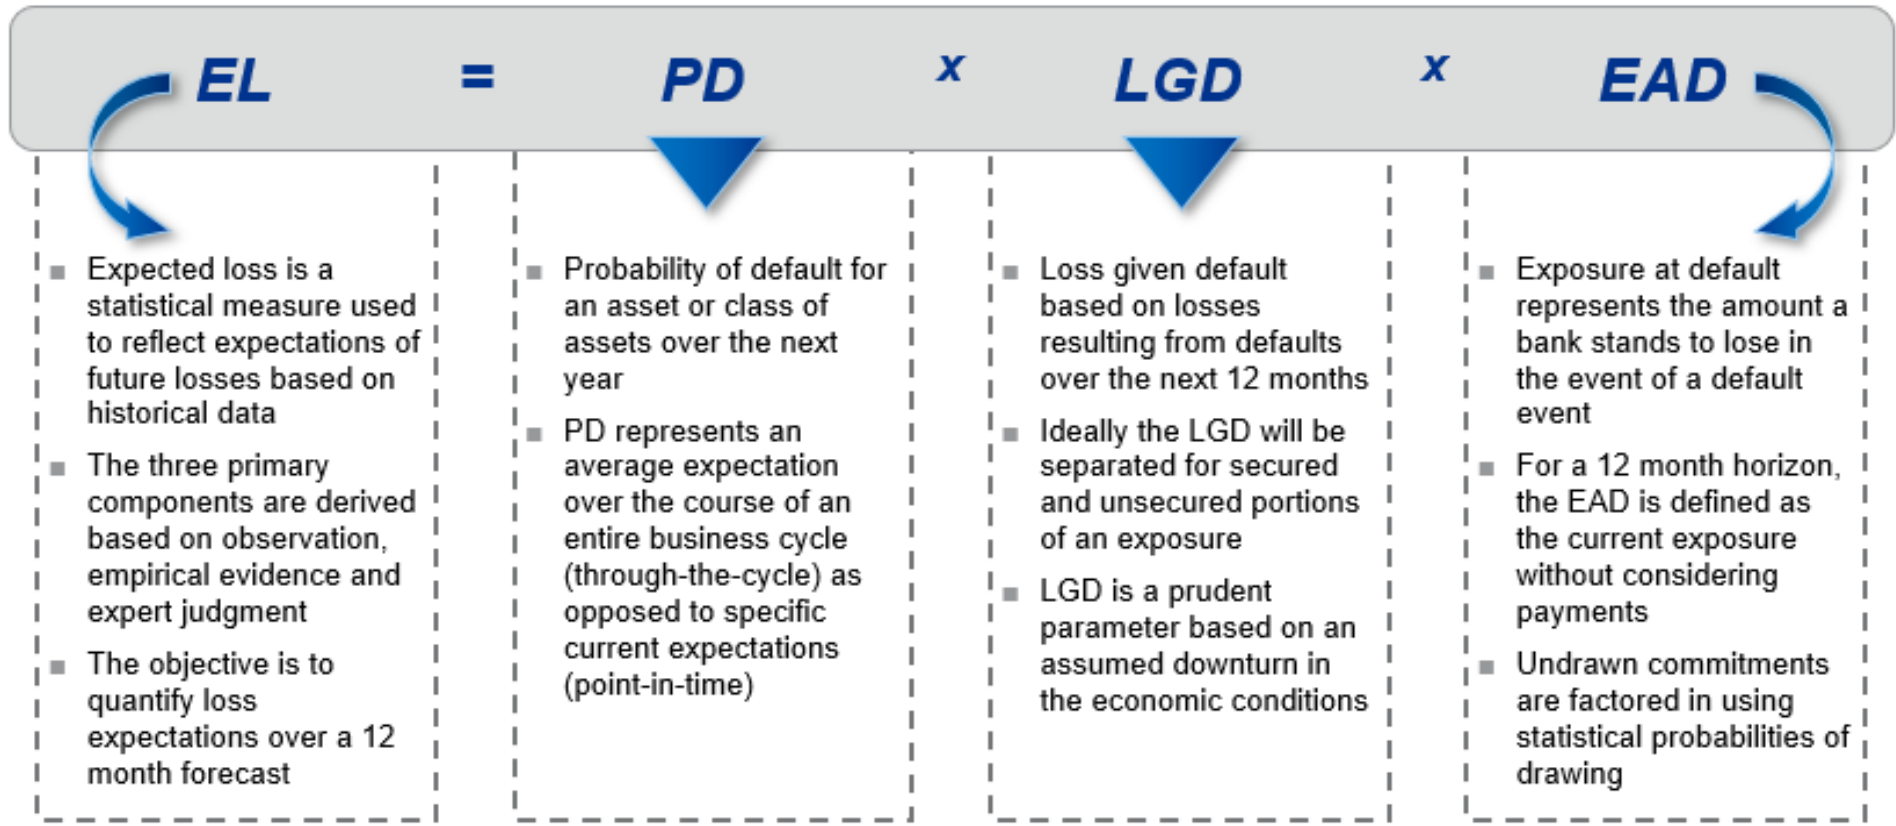 EL = PD x LGD x EAD
Expected loss is a
statistical measure used
to reflect expectations of
future losses based on
historical data
The three primary
components are derived
based on observation,
empirical evidence and
expert judgment
The objective is to
quantify loss
expectations over a 12
month forecast
Probability of default for
an asset or class of
assets over the next
year
PD represents an
average expectation
over the course of an
entire business cycle
(through-the-cycle) as
opposed to specific
current expectations
(point-in-time)
Loss given default
based on losses
resulting from defaults
over the next 12 months
Ideally the LGD will be
separated for secured
and unsecured portions
of an exposure
LGD is a prudent
parameter based on an
assumed downturn in
the economic conditions
Exposure at default
represents the amount a
bank stands to lose in
the event of a default
event
For a 12 month horizon,
the EAD is defined as
the current exposure
without considering
payments
Undrawn commitments
are factored in using
statistical probabilities of
drawing